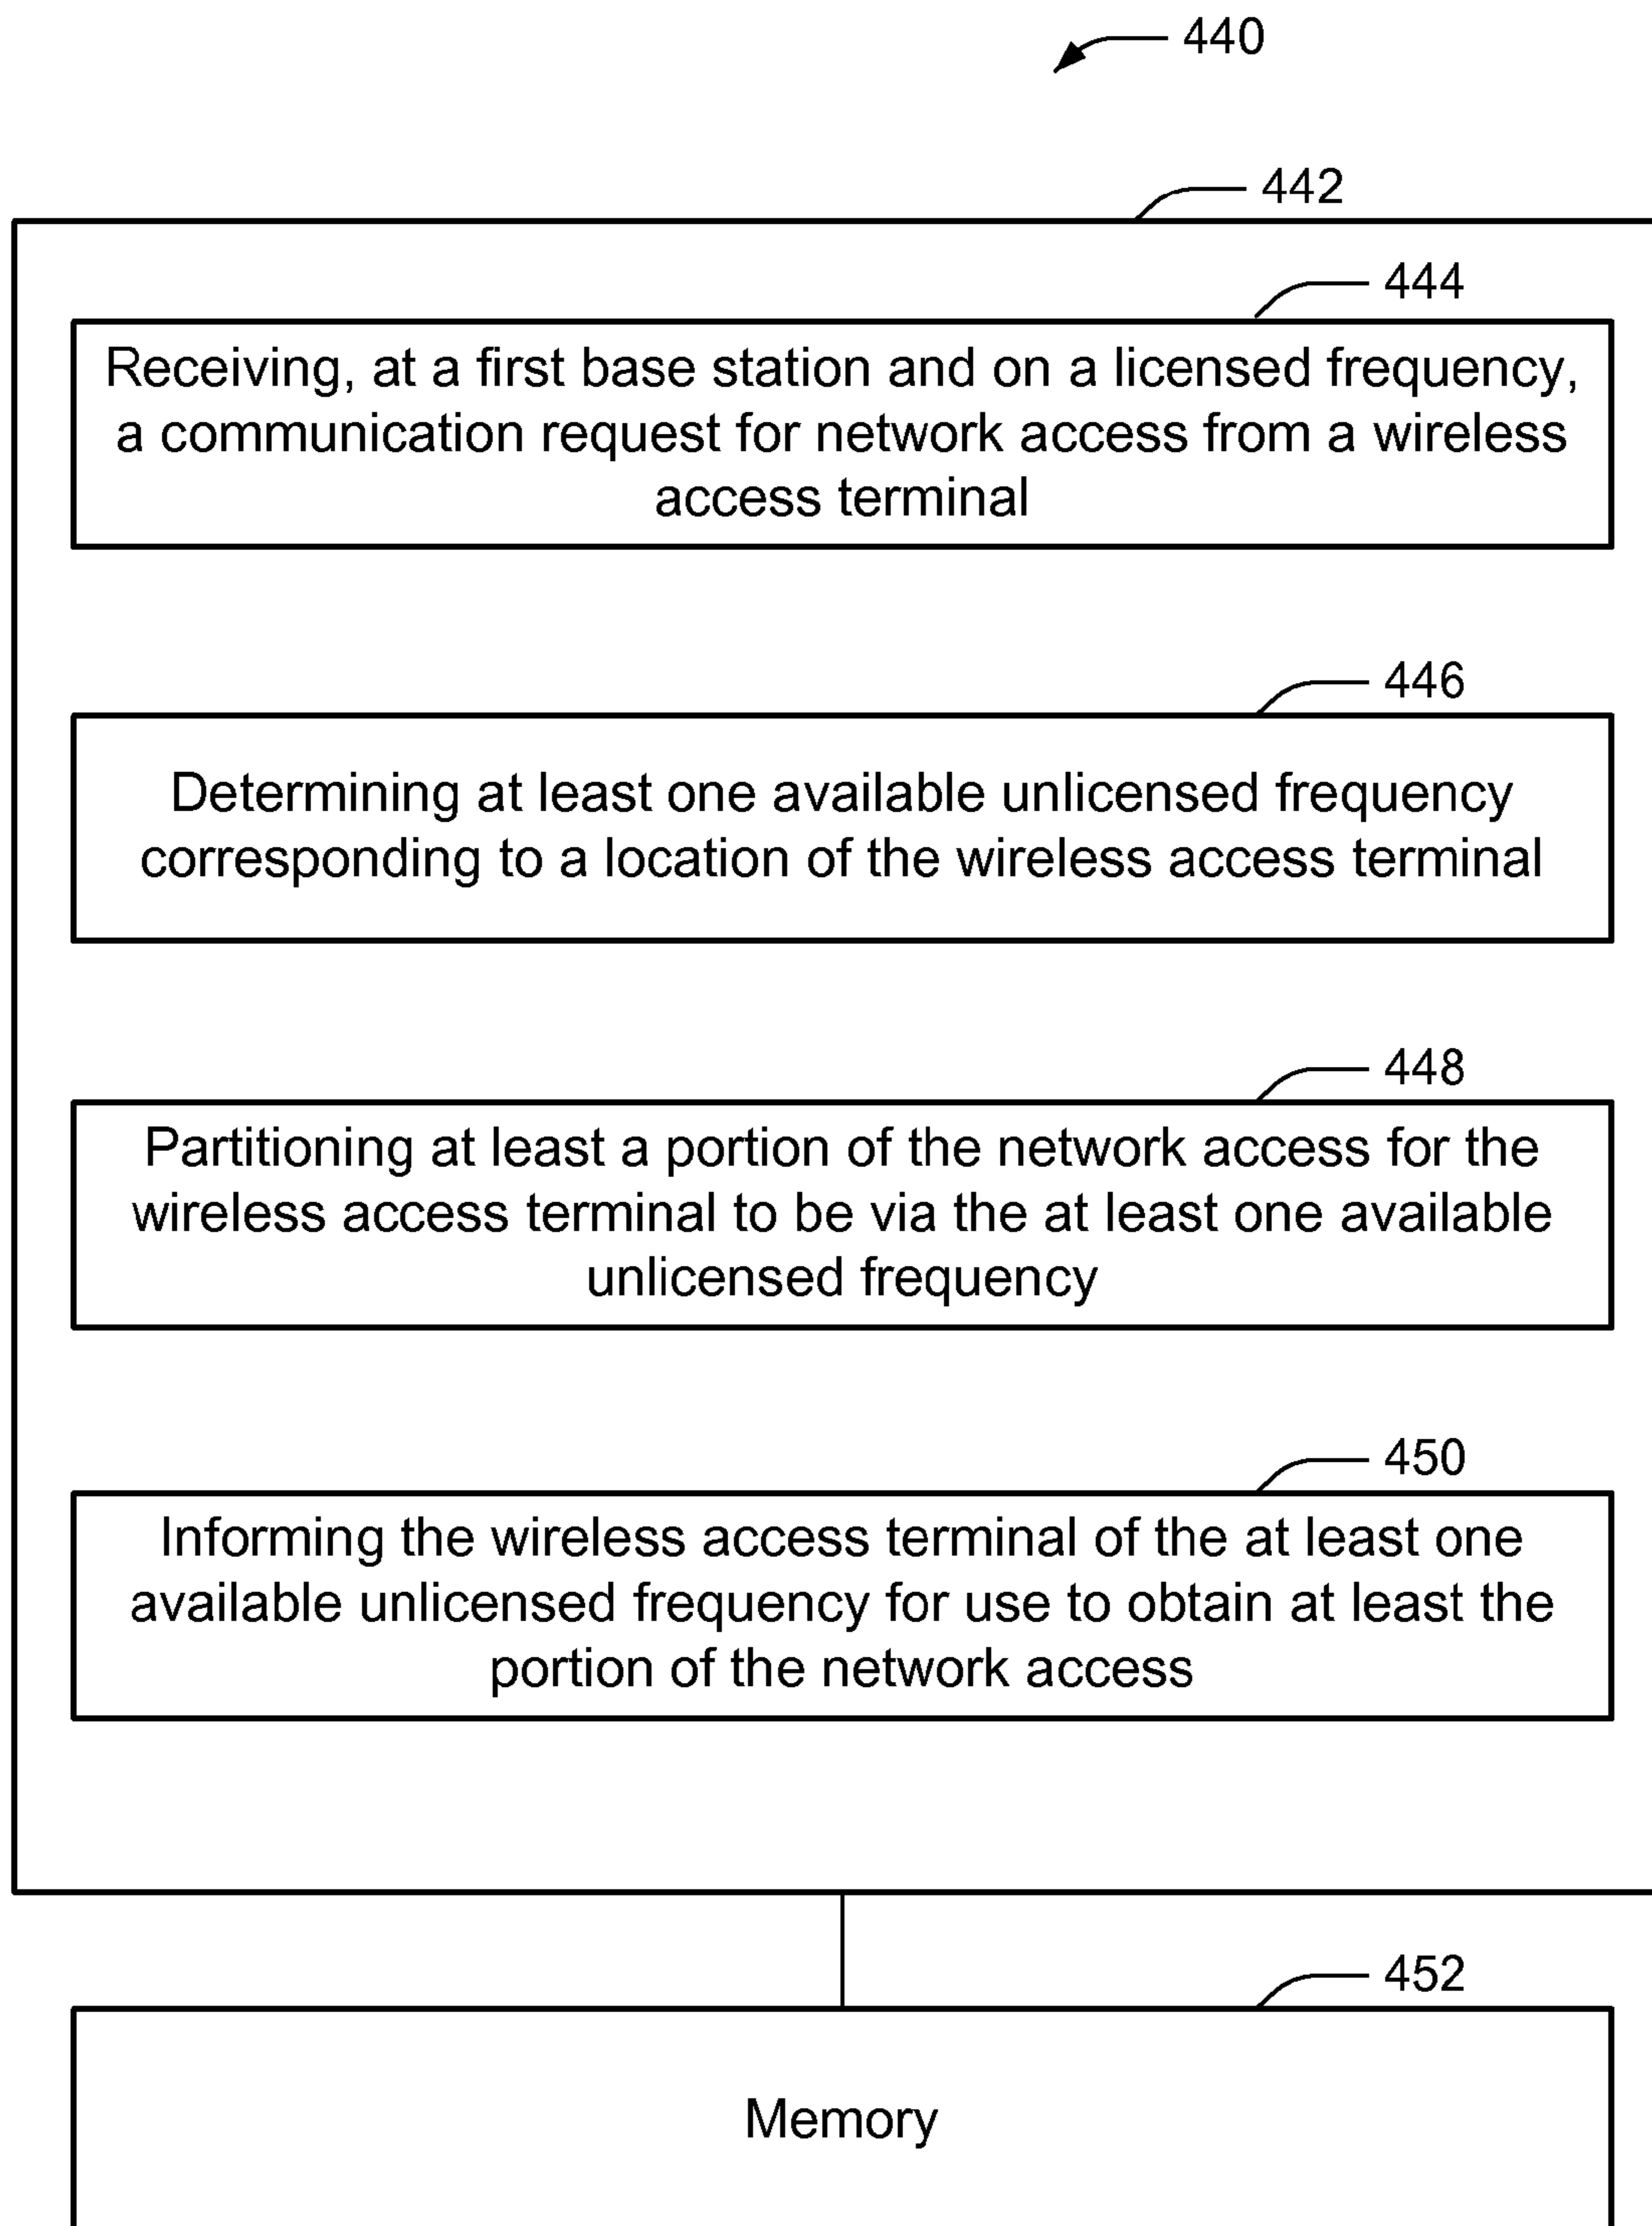 440
442
444
Receiving, at a first base station and on a licensed frequency,
a communication request for network access from a wireless
access terminal
446
Determining at least one available unlicensed frequency
corresponding to a location of the wireless access terminal
448
Partitioning at least a portion of the network access for the
wireless access terminal to be via the at least one available
unlicensed frequency
450
Informing the wireless access terminal of the at least one
available unlicensed frequency for use to obtain at least the
portion of the network access
452
Memory